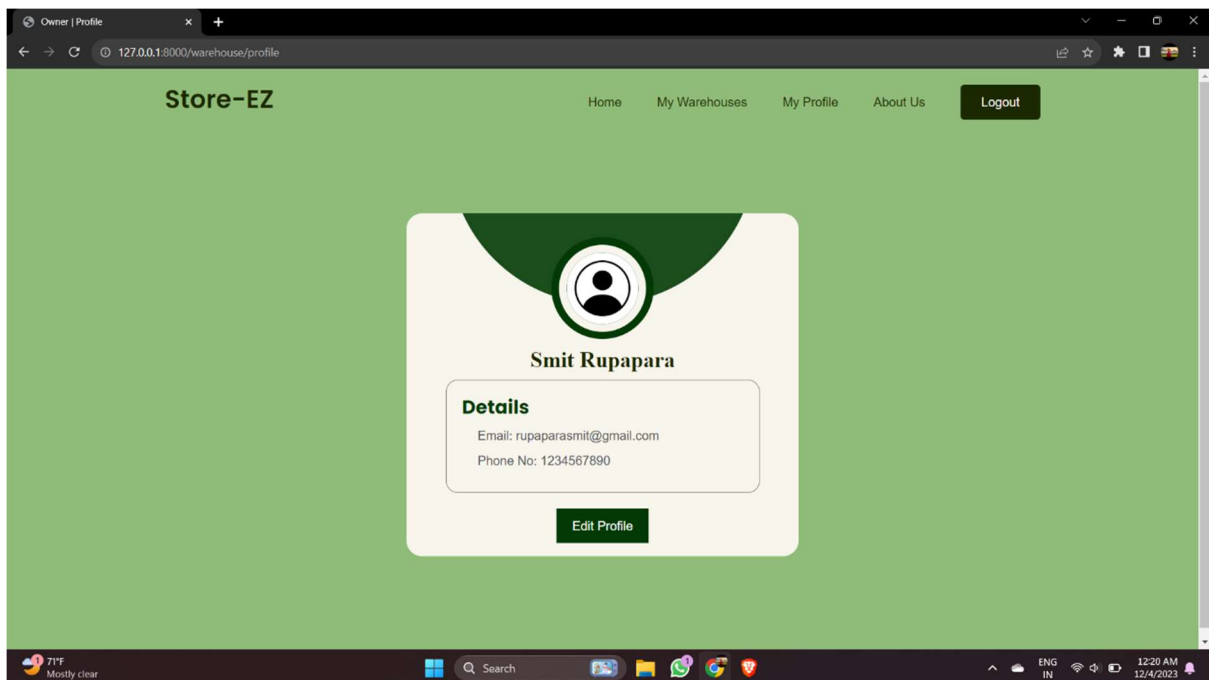 Owner | Profile
127.0.0.1:8000/warehouse/profile
Store-EZ
Home My Warehouses My Profile About Us Logout
Smit Rupapara
Details
Email: rupaparasmit@gmail.com
Phone No: 1234567890
Edit Profile
1
71°F
Mostly clear
Search
ENG
IN
12:20 AM
12/4/2023